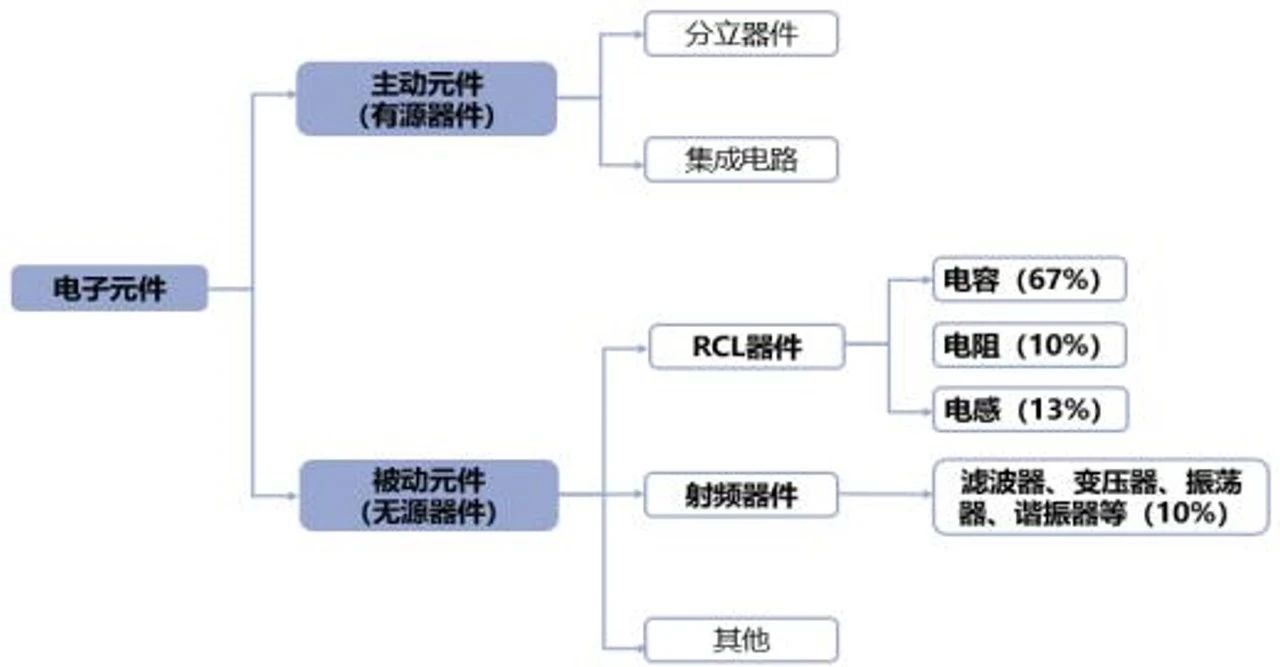 分立器件
主动元件
(有源器件)
集成电路
电子元件
电容（67%）
RCL器件
电阻（10%）
电感（13%）
被动元件
(无源器件)
射频器件
滤波器、变压器、振荡
器、谐振器等（10%）
其他